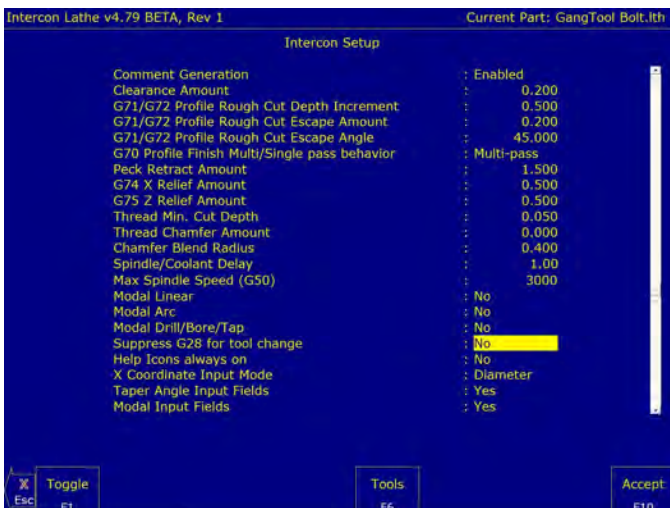 Intercon Lathe v4.79 BETA, Rev 1 Current Part: GangTool Bolt.lth
Intercon Setup
Comment Generation : Enabled
Clearance Amount : 0.200
G71/G72 Profile Rough Cut Depth Increment : 0.500
G71/G72 Profile Rough Cut Escape Amount : 0.200
G71/G72 Profile Rough Cut Escape Angle : 45.000
G70 Profile Finish Multi/Single pass behavior : Multi-pass
Peck Retract Amount : 1.500
G74 X Relief Amount : 0.500
G75 Z Relief Amount : 0.500
Thread Min. Cut Depth : 0.050
Thread Chamfer Amount : 0.000
Chamfer Blend Radius : 0.400
Spindle/Coolant Delay : 1.00
Max Spindle Speed (G50) : 3000
Modal Linear : No
Modal Arc : No
Modal Drill/Bore/Tap : No
Suppress G28 for tool change : No
Help Icons always on : No
X Coordinate Input Mode : Diameter
Taper Angle Input Fields : Yes
Modal Input Fields : Yes
X Toggle Tools Accept
Esc F1 F6 F10